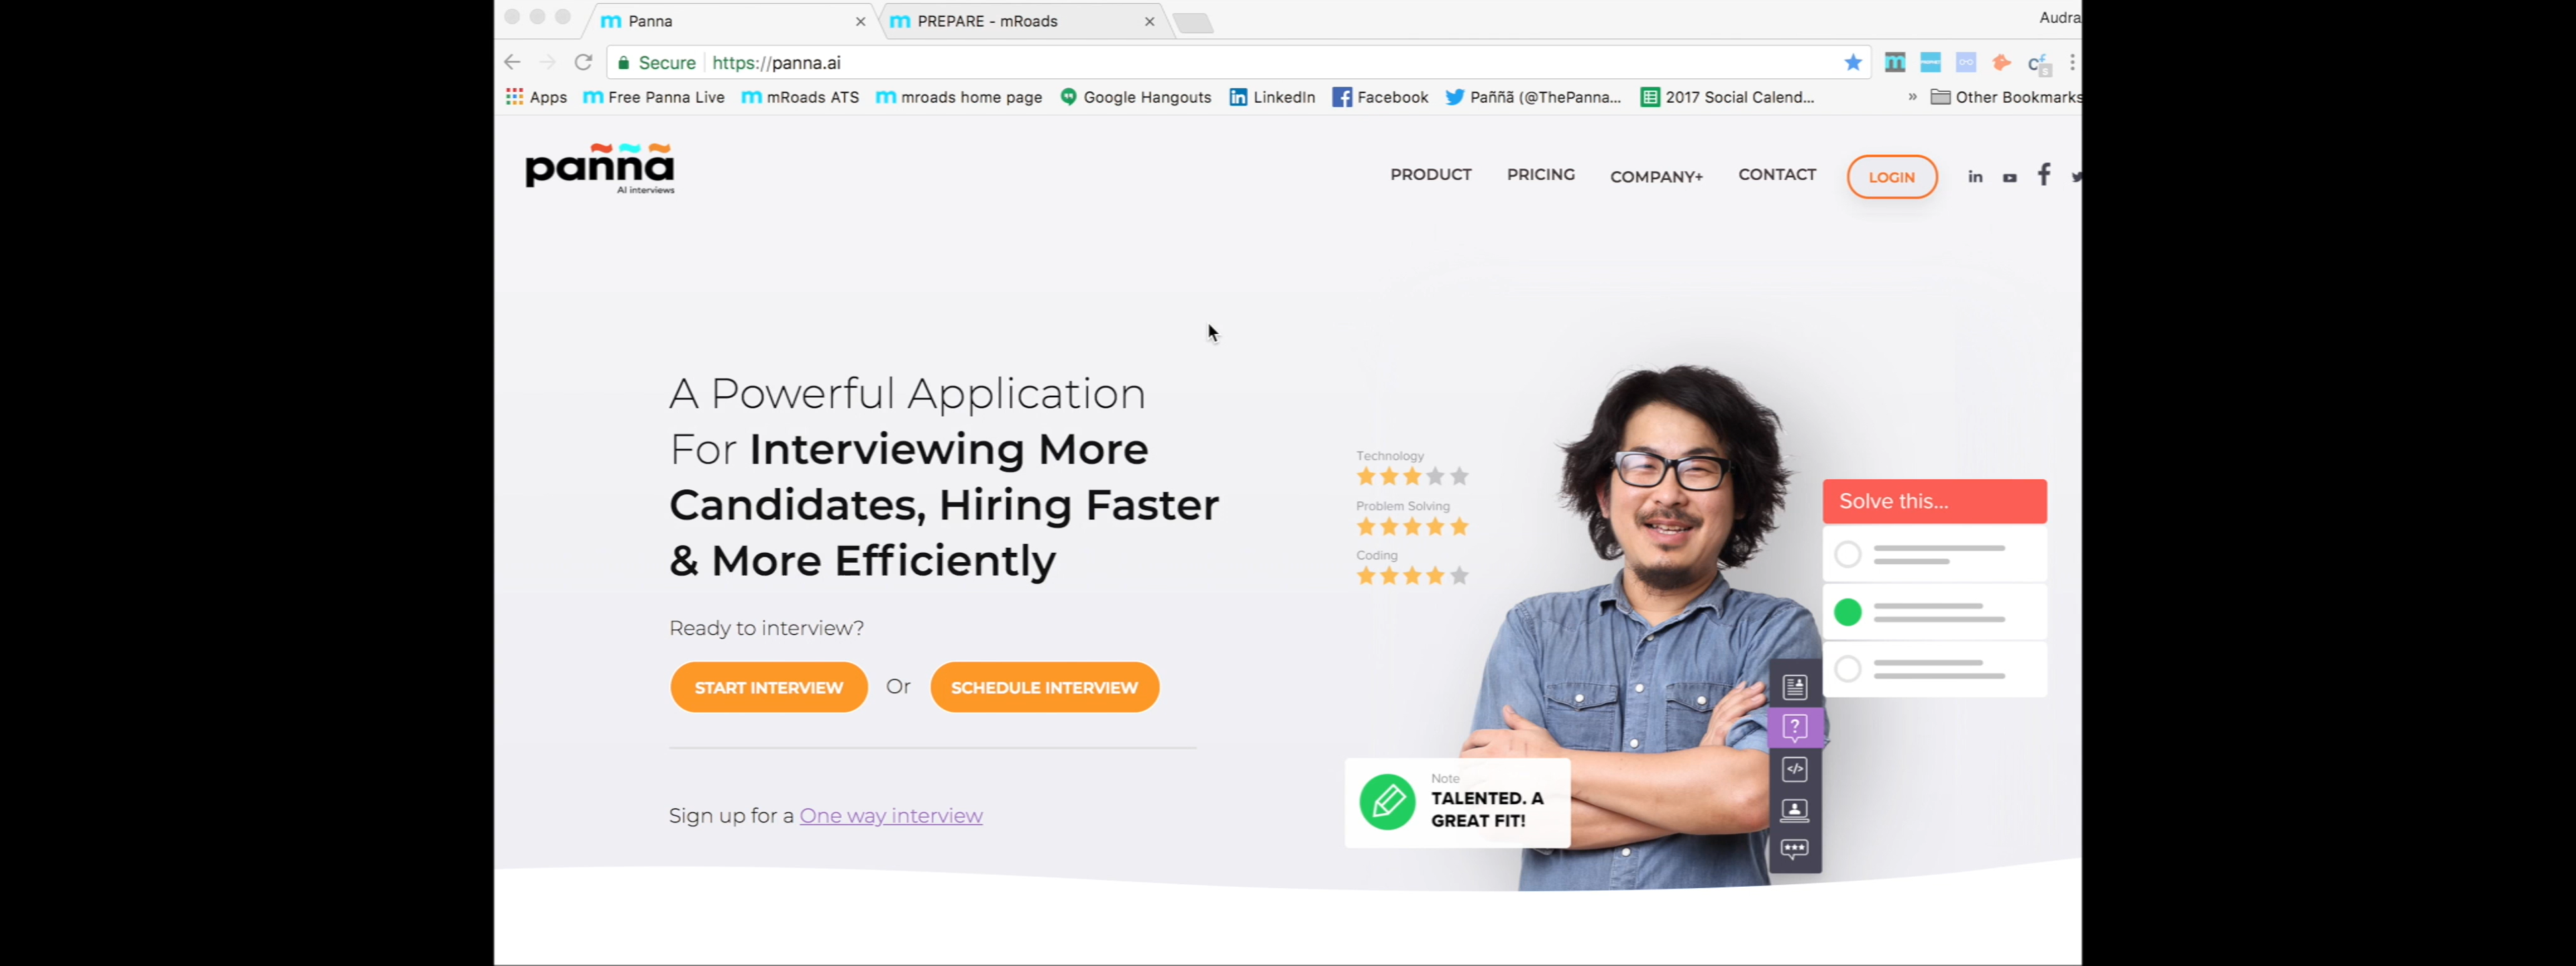 Panna
PREPARE - mRoads
Audra
Secure https://panna.ai
Apps Free Panna Live mRoads ATS mroads home page Google Hangouts LinkedIn Facebook Paññã (@ThePanna... 2017 Social Calend... » Other Bookmarks
pañña
AI interviews
PRODUCT PRICING COMPANY+ CONTACT LOGIN
A Powerful Application
For Interviewing More
Candidates, Hiring Faster
& More Efficiently
Ready to interview?
START INTERVIEW Or SCHEDULE INTERVIEW
Sign up for a One way interview
Technology
Problem Solving
Coding
Solve this...
Note
TALENTED. A
GREAT FIT!